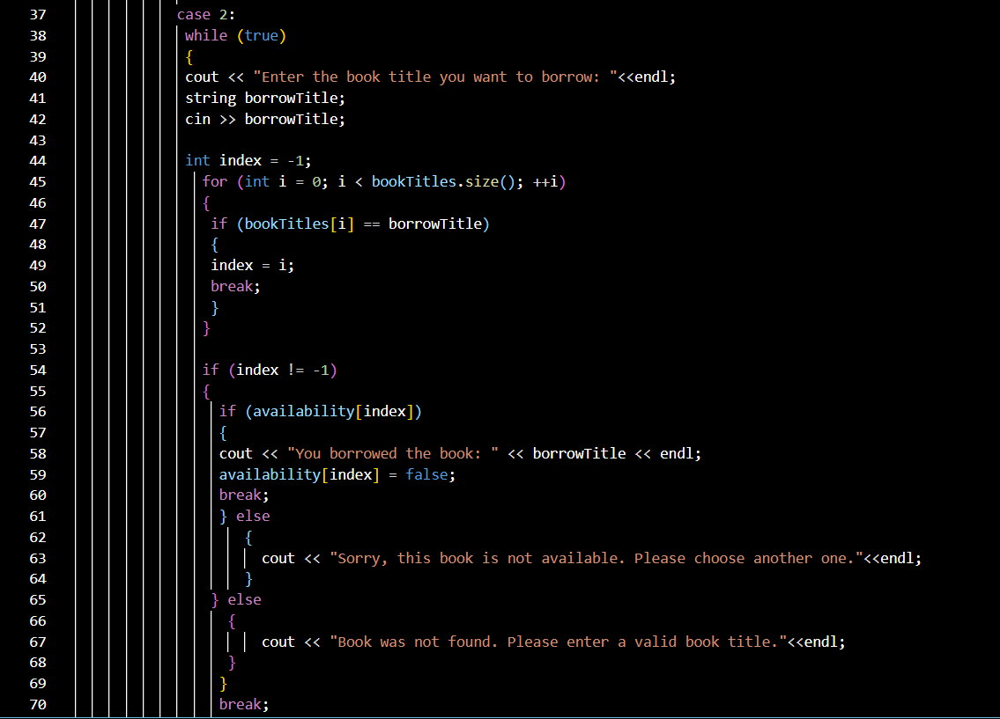 37 case 2:
38 while (true)
39 {
40 cout << "Enter the book title you want to borrow: "<<endl;
41 string borrowTitle;
42 cin >> borrowTitle;
43
44 int index = -1;
45 for (int i = 0; i < bookTitles.size(); ++i)
46 {
47 if (bookTitles[i] == borrowTitle)
48 {
49 index = i;
50 break;
51 }
52 }
53
54 if (index != -1)
55 {
56 if (availability[index])
57 {
58 cout << "You borrowed the book: " << borrowTitle << endl;
59 availability[index] = false;
60 break;
61 } else
62 {
63 cout << "Sorry, this book is not available. Please choose another one."<<endl;
64 }
65 } else
66 {
67 cout << "Book was not found. Please enter a valid book title."<<endl;
68 }
69 }
70 break;